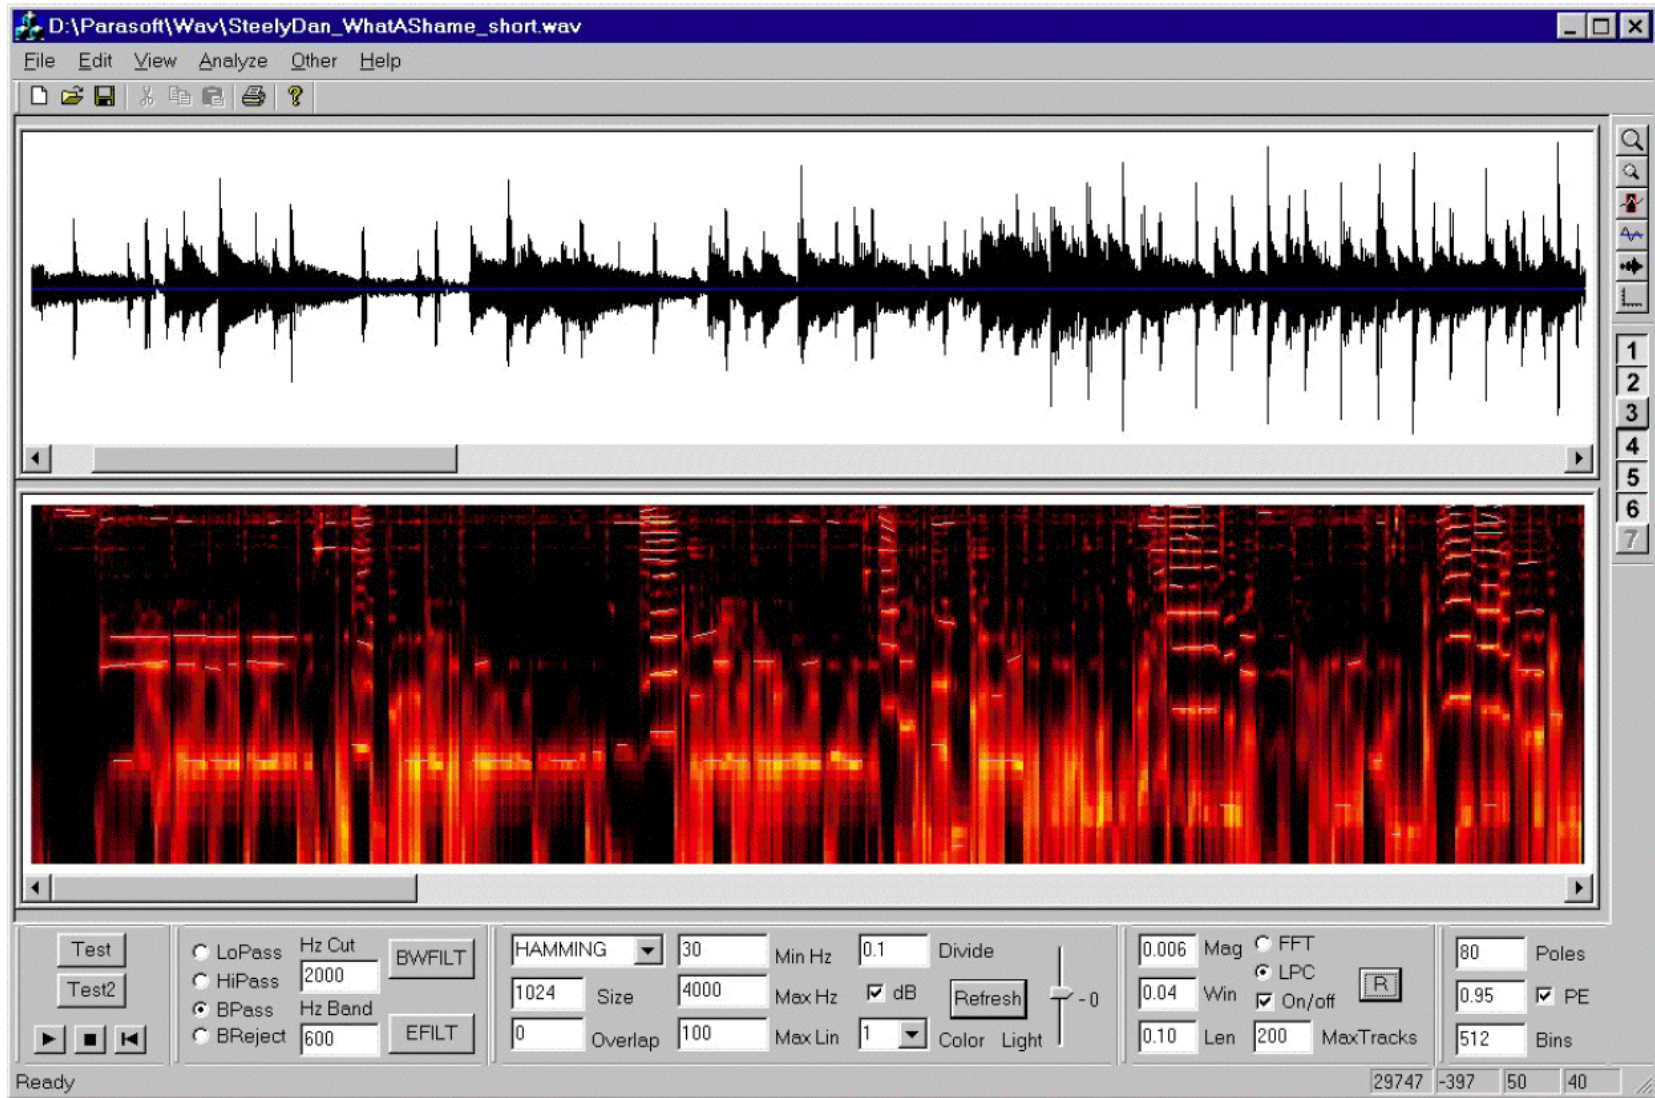 D:\Parasoft\Wav\SteelyDan_WhatAShame_short.wav
File Edit View Analyze Other Help
1
2
3
4
5
6
7
Test
Test2
LoPass
HiPass
BPass
BReject
Hz Cut
2000
Hz Band
600
BWFILT
EFILT
HAMMING
1024 Size
0 Overlap
30 Min Hz
4000 Max Hz
100 Max Lin
0.1 Divide
dB
Refresh
1 Color Light
- 0
0.006 Mag
0.04 Win
0.10 Len
FFT
LPC
On/off
R
200 MaxTracks
80 Poles
0.95 PE
512 Bins
Ready
29747 -397 50 40